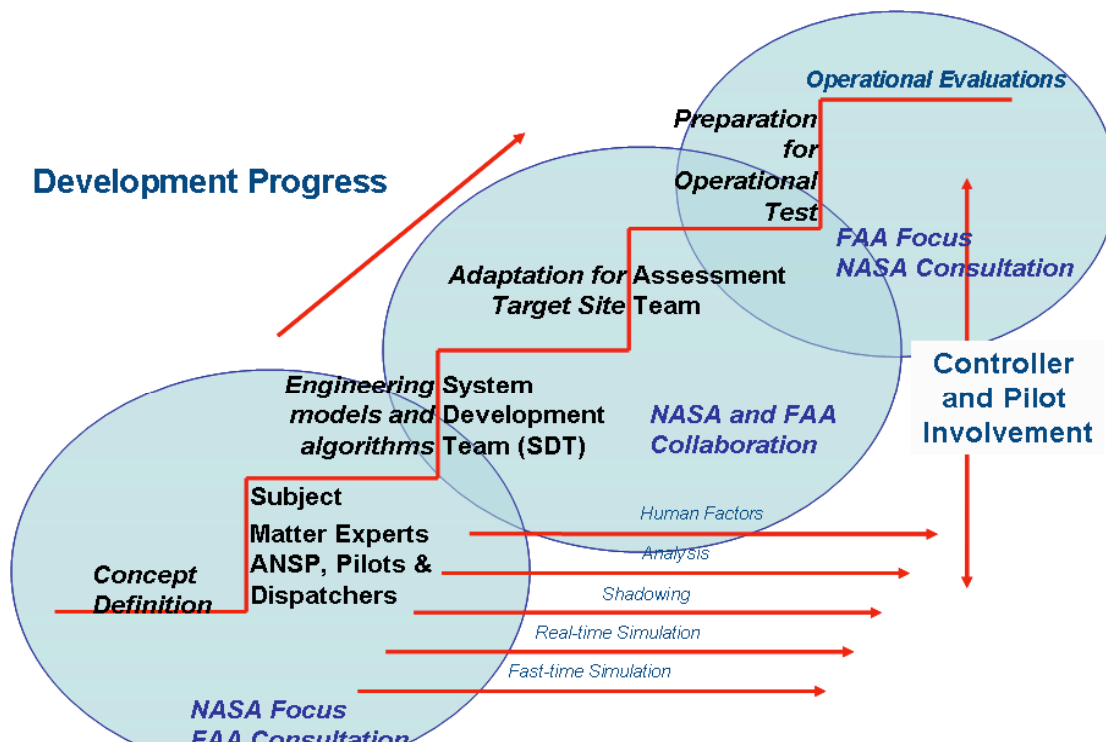 Operational Evaluations
Preparation
for
Operational
Test
Development Progress
FAA Focus
NASA Consultation
Adaptation for
Target Site
Assessment
Team
Controller
and Pilot
Involvement
Engineering
models and
algorithms
System
Development
Team (SDT)
NASA and FAA
Collaboration
Subject
Matter Experts
ANSP, Pilots &
Dispatchers
Concept
Definition
Human Factors
Analysis
Shadowing
Real-time Simulation
Fast-time Simulation
NASA Focus
FAA Consultation